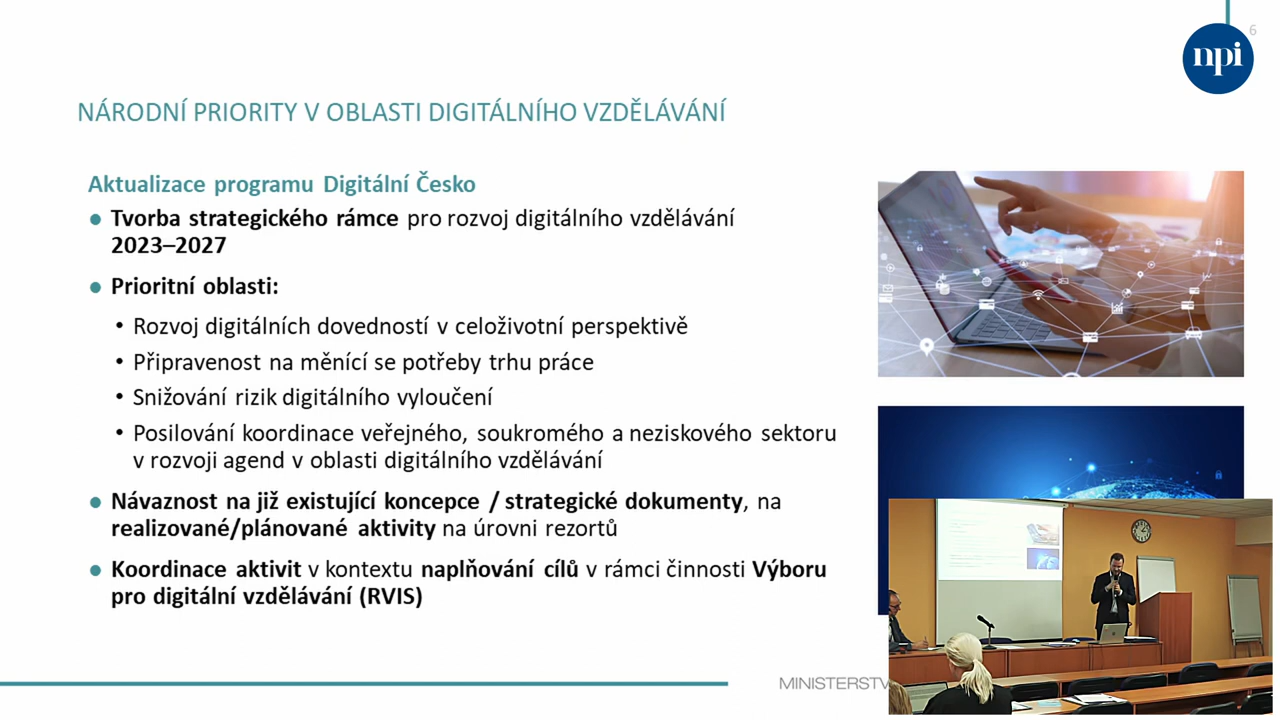 6
npi
NÁRODNÍ PRIORITY V OBLASTI DIGITÁLNÍHO VZDĚLÁVÁNÍ
Aktualizace programu Digitální Česko
● Tvorba strategického rámce pro rozvoj digitálního vzdělávání
2023–2027
● Prioritní oblasti:
• Rozvoj digitálních dovedností v celoživotní perspektivě
• Připravenost na měnící se potřeby trhu práce
• Snižování rizik digitálního vyloučení
• Posilování koordinace veřejného, soukromého a neziskového sektoru
v rozvoji agend v oblasti digitálního vzdělávání
● Návaznost na již existující koncepce / strategické dokumenty, na
realizované/plánované aktivity na úrovni rezortů
● Koordinace aktivit v kontextu naplňování cílů v rámci činnosti Výboru
pro digitální vzdělávání (RVIS)